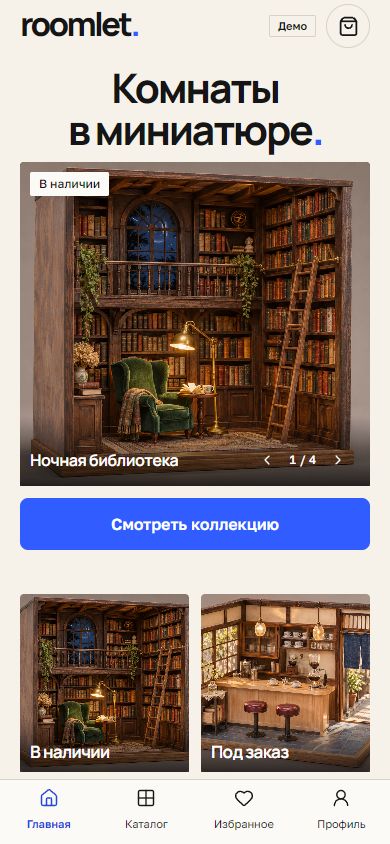 roomlet.
Демо
Комнаты
в миниатюре.
В наличии
Ночная библиотека
1 / 4
Смотреть коллекцию
В наличии
Под заказ
Главная
Каталог
Избранное
Профиль